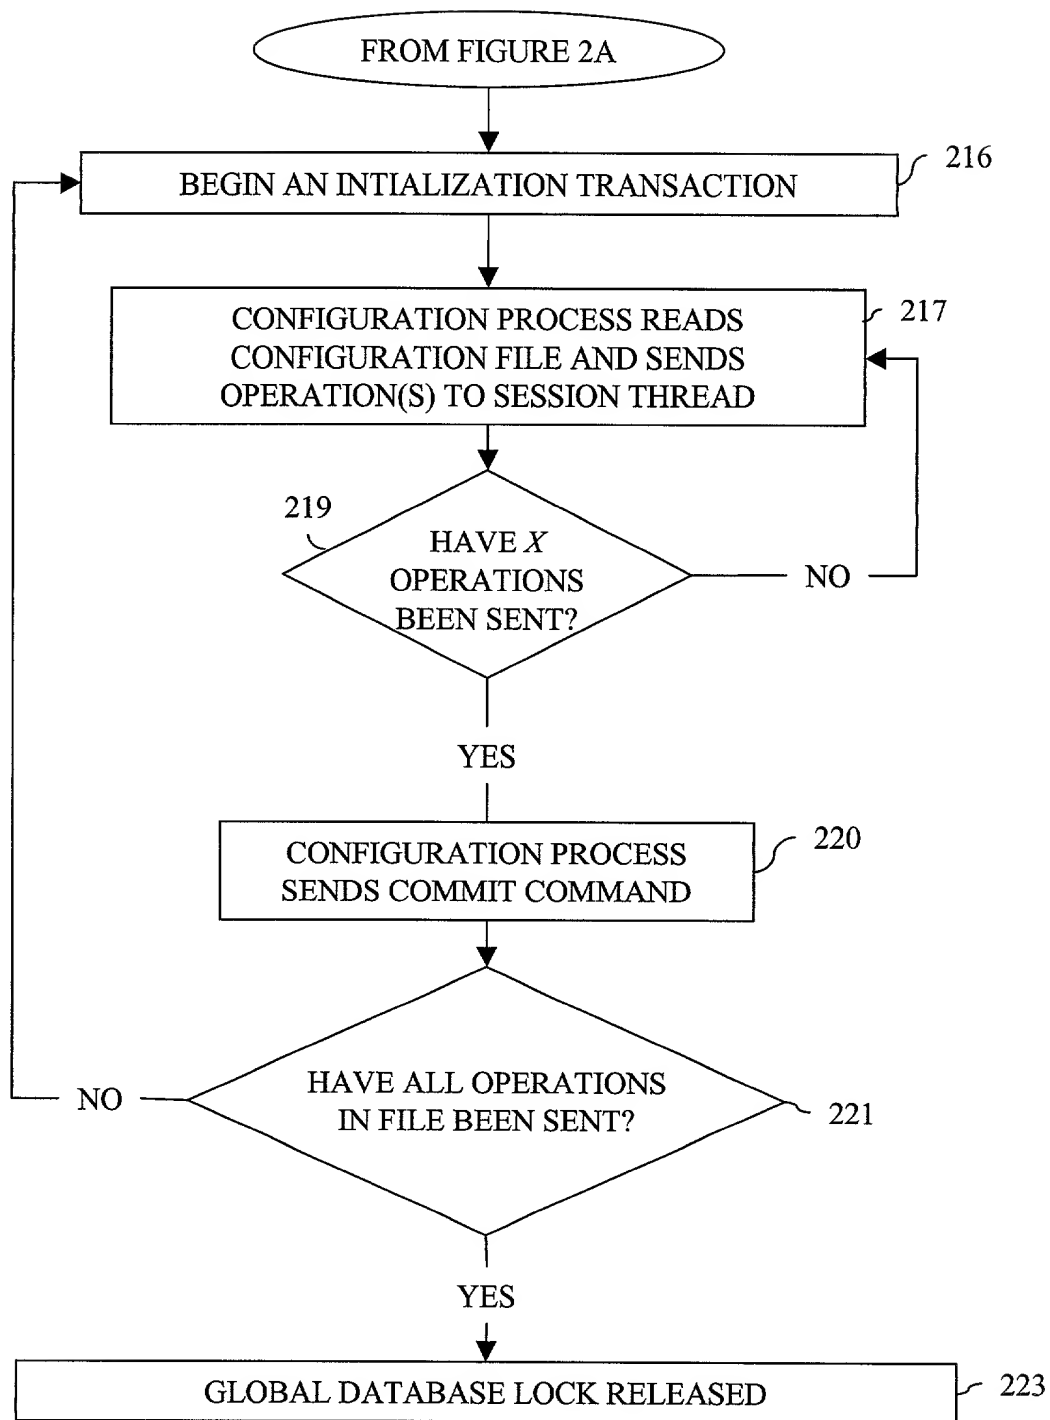 FROM FIGURE 2A
216
BEGIN AN INTIALIZATION TRANSACTION
217
CONFIGURATION PROCESS READS
CONFIGURATION FILE AND SENDS
OPERATION(S) TO SESSION THREAD
219
HAVE X
OPERATIONS
BEEN SENT?
NO
YES
220
CONFIGURATION PROCESS
SENDS COMMIT COMMAND
HAVE ALL OPERATIONS
IN FILE BEEN SENT?
NO
221
YES
GLOBAL DATABASE LOCK RELEASED
223